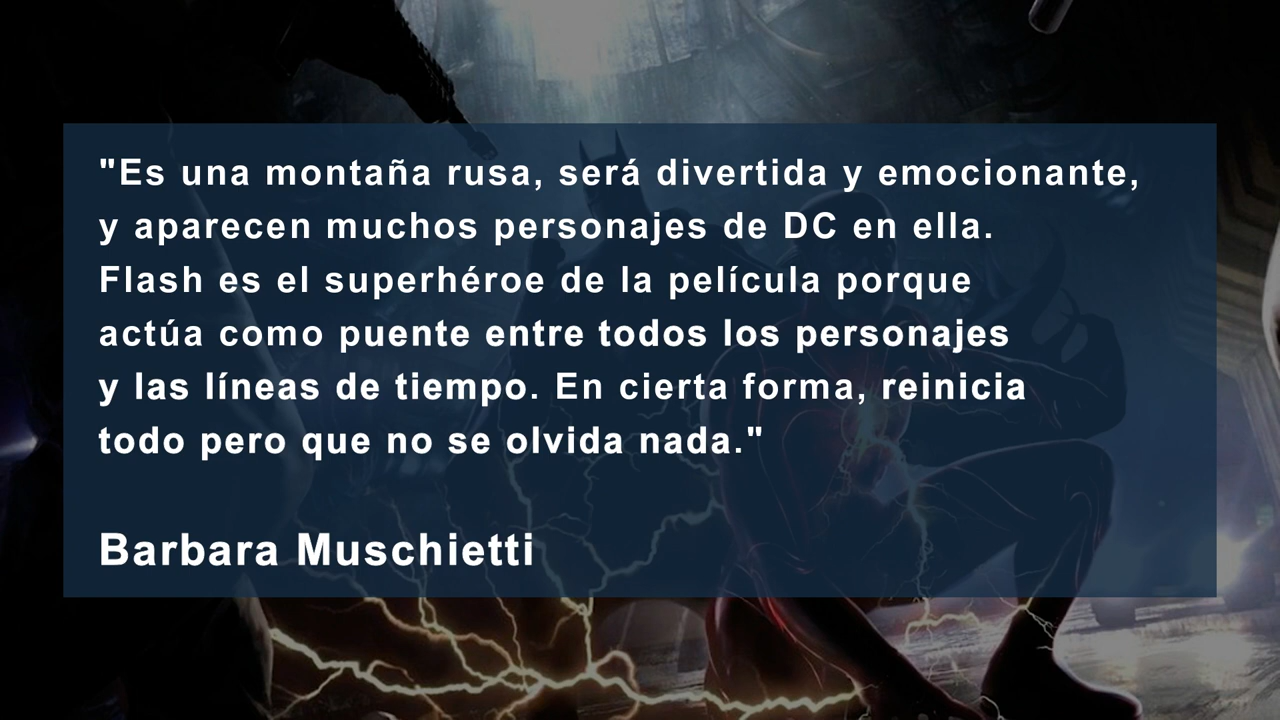 "Es una montaña rusa, será divertida y emocionante,
y aparecen muchos personajes de DC en ella.
Flash es el superhéroe de la película porque
actúa como puente entre todos los personajes
y las líneas de tiempo. En cierta forma, reinicia
todo pero que no se olvida nada."
Barbara Muschietti